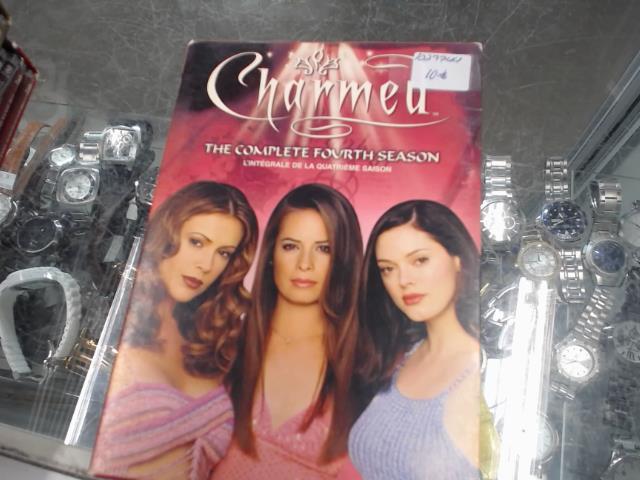 Charmed
THE COMPLETE FOURTH SEASON
L'INTÉGRALE DE LA QUATRIÈME SAISON
10.$